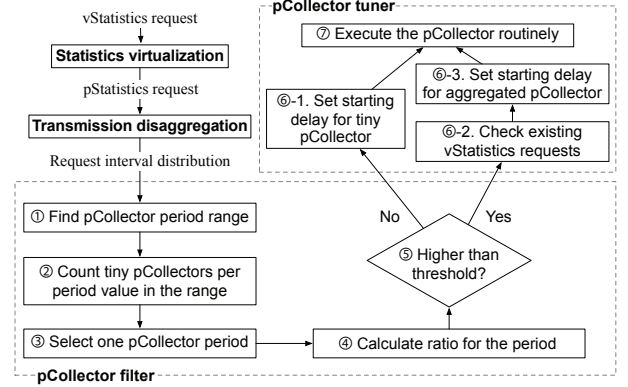 vStatistics request
Statistics virtualization
pStatistics request
Transmission disaggregation
Request interval distribution
① Find pCollector period range
② Count tiny pCollectors per
period value in the range
③ Select one pCollector period
④ Calculate ratio for the period
⑤ Higher than
threshold?
No
Yes
pCollector filter
pCollector tuner
⑥-1. Set starting
delay for tiny
pCollector
⑥-2. Check existing
vStatistics requests
⑥-3. Set starting delay
for aggregated pCollector
⑦ Execute the pCollector routinely